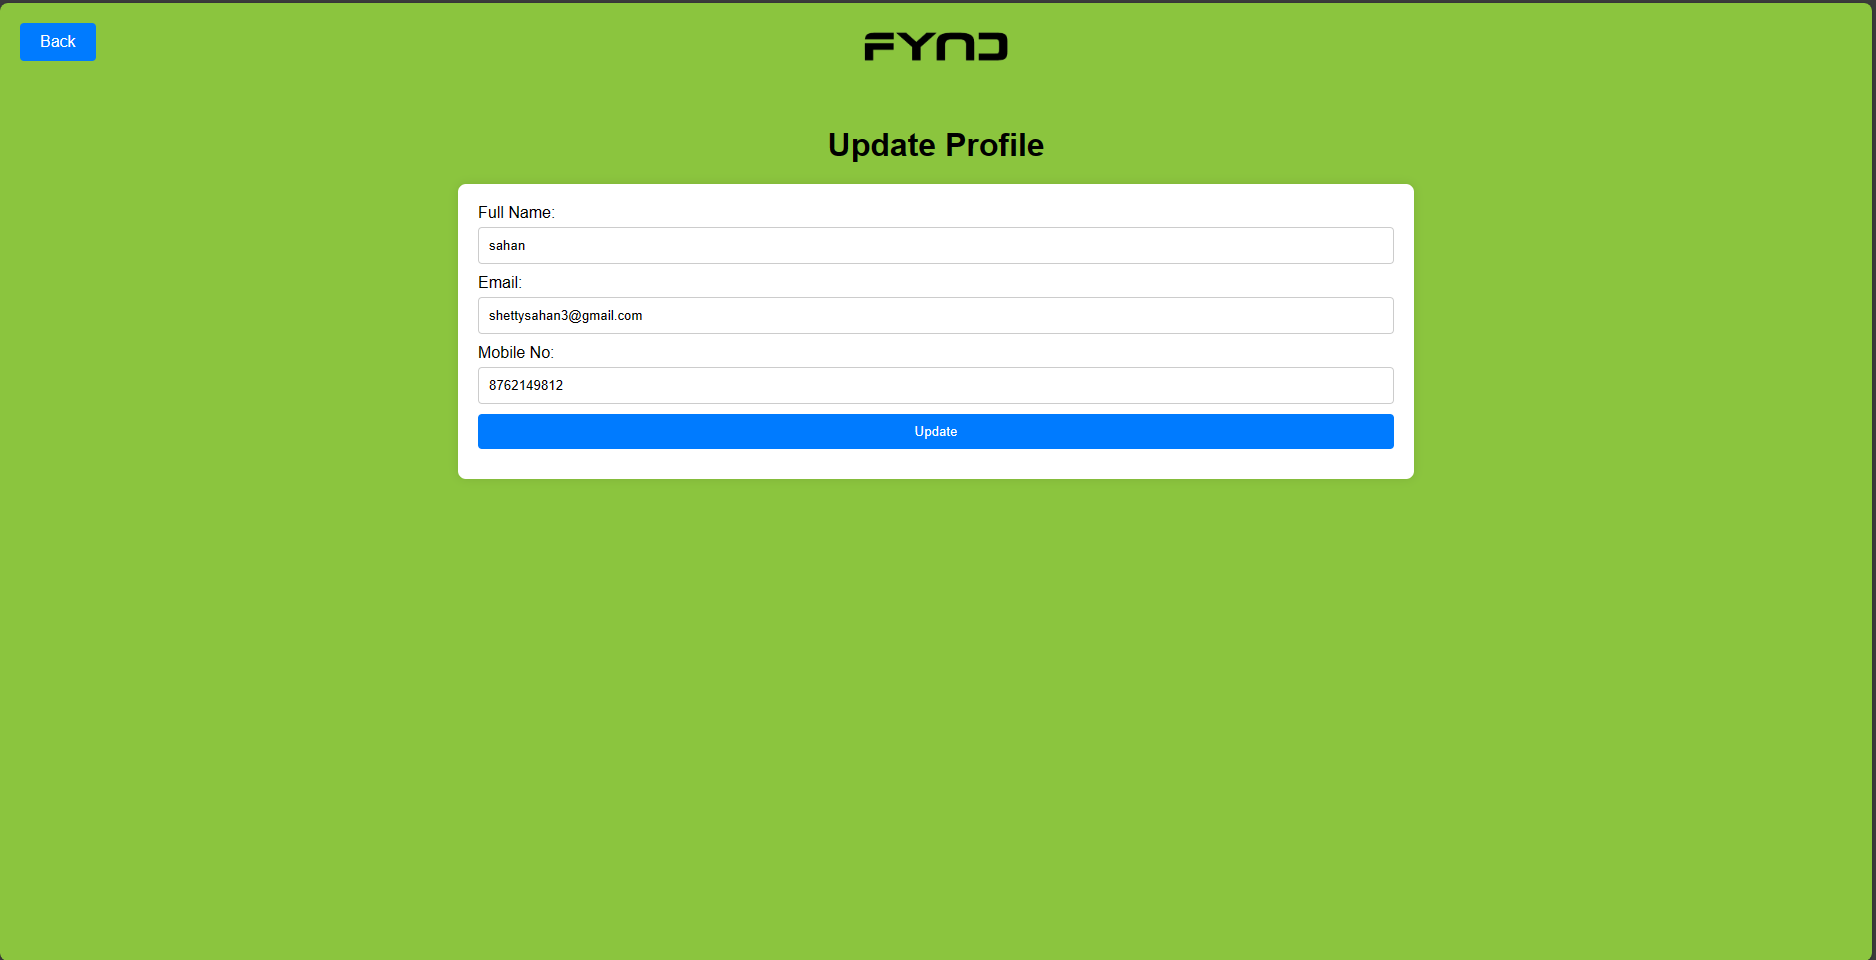 Back
FYND
Update Profile
Full Name:
sahan
Email:
shettysahan3@gmail.com
Mobile No:
8762149812
Update